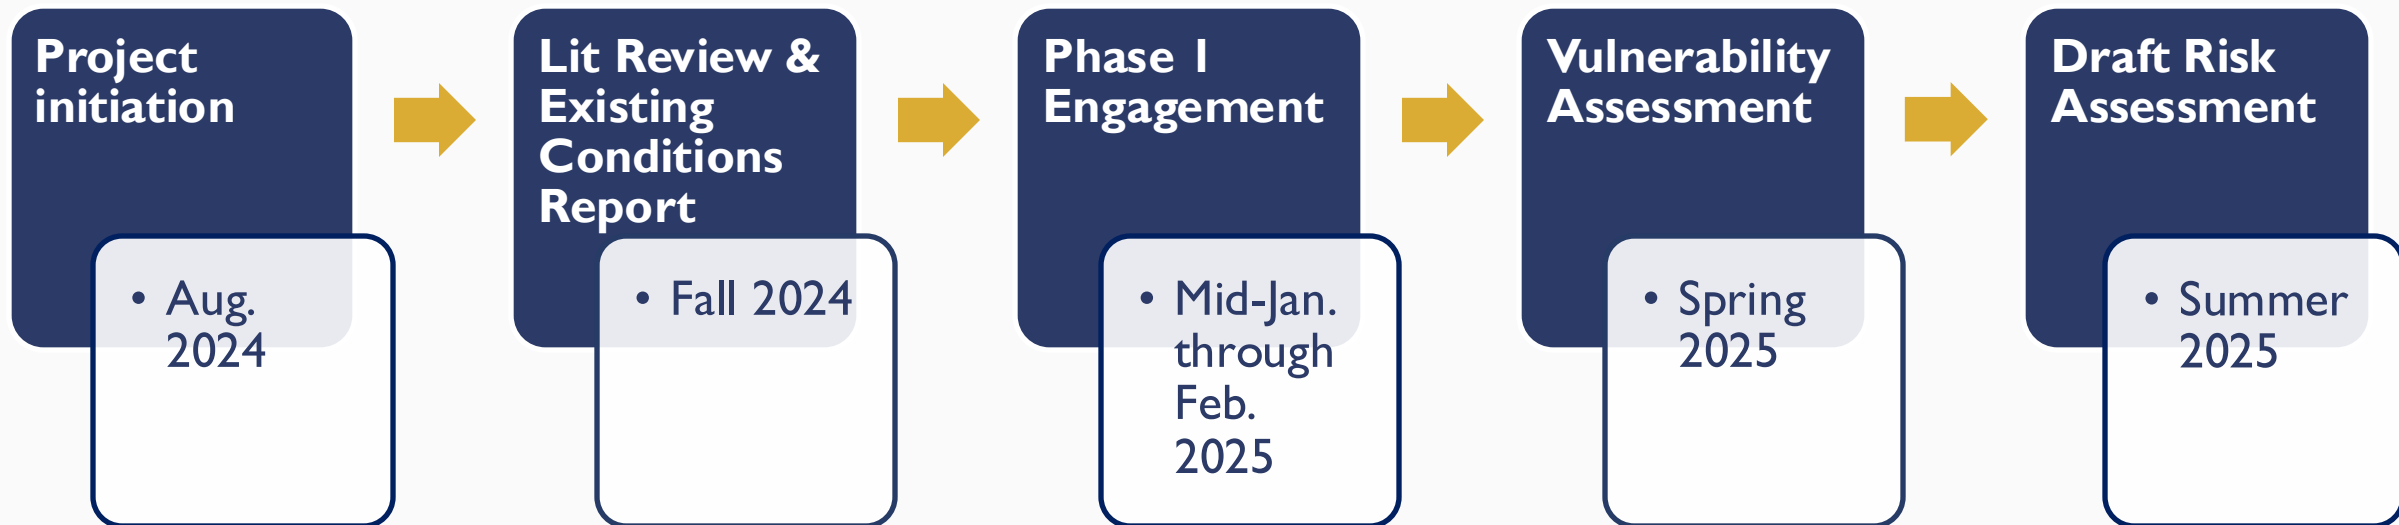 Project
initiation
• Aug.
2024
Lit Review &
Existing
Conditions
Report
• Fall 2024
Phase I
Engagement
• Mid-Jan.
through
Feb.
2025
Vulnerability
Assessment
• Spring
2025
Draft Risk
Assessment
• Summer
2025